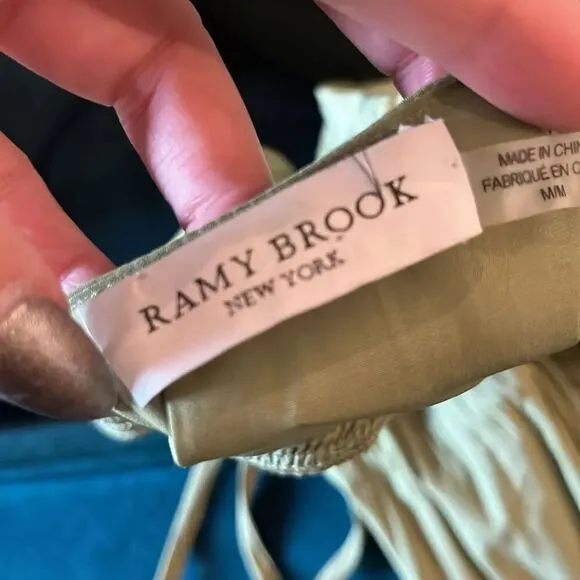 RAMY BROOK
NEW YORK
MADE IN CHIN
FABRIQUÉ EN C
M/M